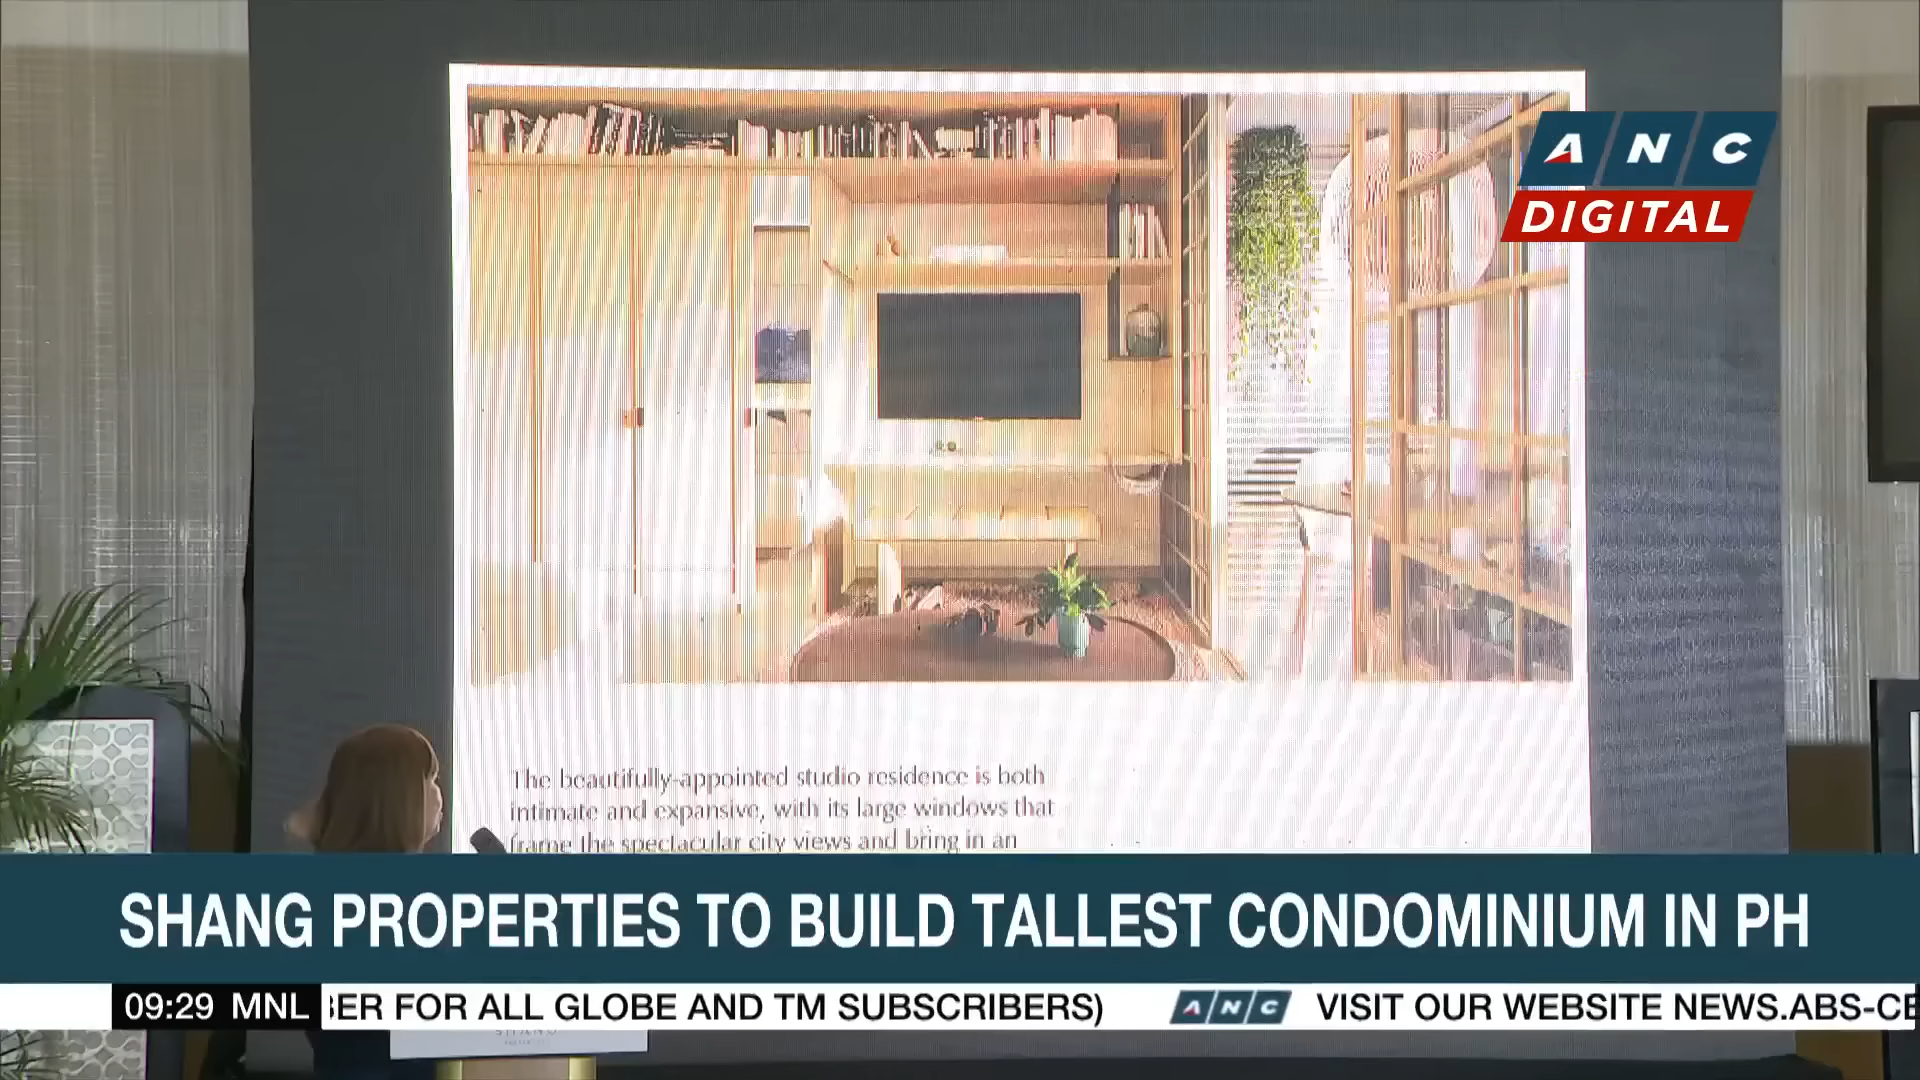 ANC
DIGITAL
The beautifully-appointed studio residence is both
intimate and expansive, with its large windows that
frame the spectacular city views and bring in an
SHANG PROPERTIES TO BUILD TALLEST CONDOMINIUM IN PH
09:29 MNL BER FOR ALL GLOBE AND TM SUBSCRIBERS) ANC VISIT OUR WEBSITE NEWS.ABS-CB
SHANG